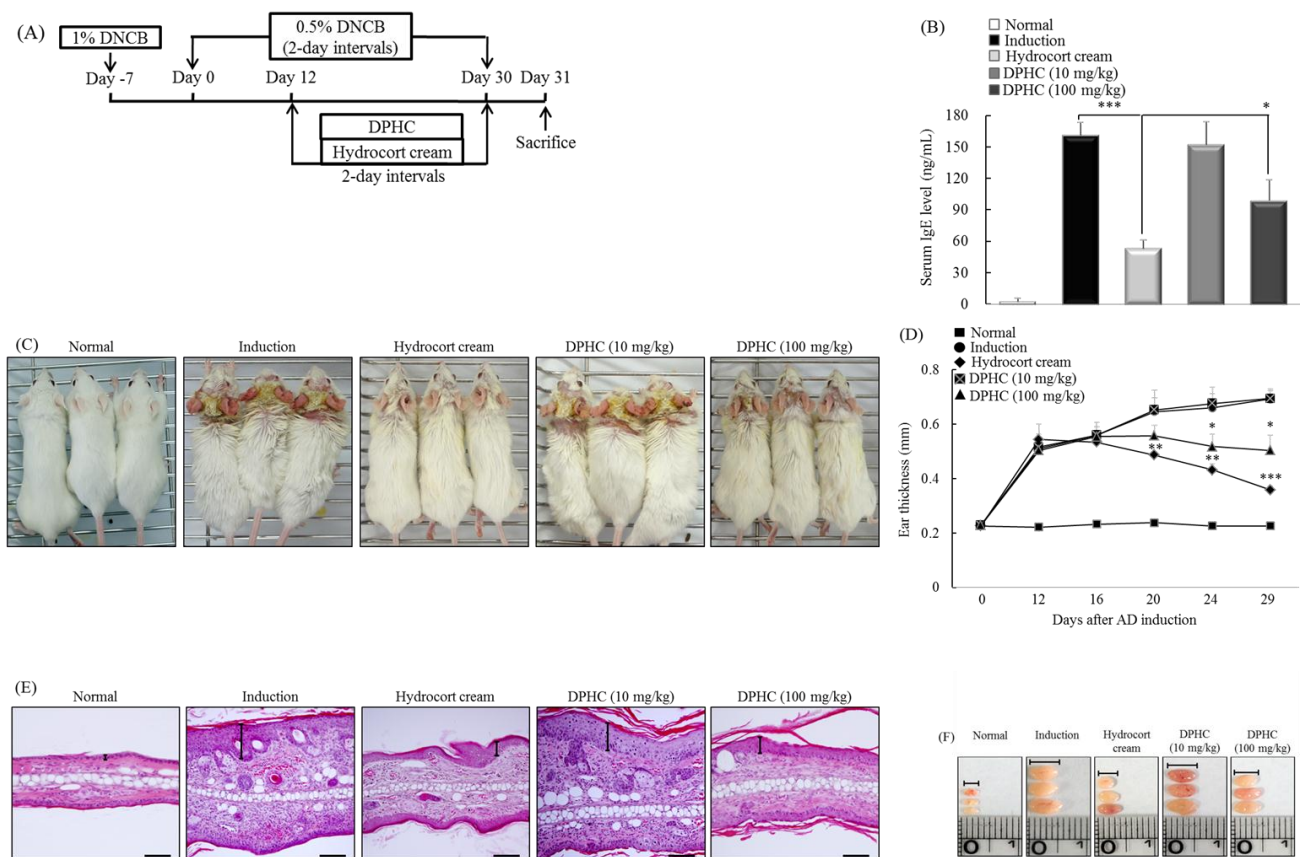 (A)
1% DNCB
0.5% DNCB
(2-day intervals)
Day -7
Day 0
Day 12
Day 30
Day 31
DPHC
Hydrocort cream
2-day intervals
Sacrifice
(B)
Normal
Induction
Hydrocort cream
DPHC (10 mg/kg)
DPHC (100 mg/kg)
***
*
Serum IgE level (ng/mL)
180
150
120
90
60
30
0
(C)
Normal
Induction
Hydrocort cream
DPHC (10 mg/kg)
DPHC (100 mg/kg)
(D)
Normal
Induction
Hydrocort cream
DPHC (10 mg/kg)
DPHC (100 mg/kg)
Ear thickness (mm)
0.8
0.6
0.4
0.2
0
**
*
**
*
***
0 12 16 20 24 29
Days after AD induction
(E)
Normal
Induction
Hydrocort cream
DPHC (10 mg/kg)
DPHC (100 mg/kg)
(F)
Normal
Induction
Hydrocort
cream
DPHC
(10 mg/kg)
DPHC
(100 mg/kg)